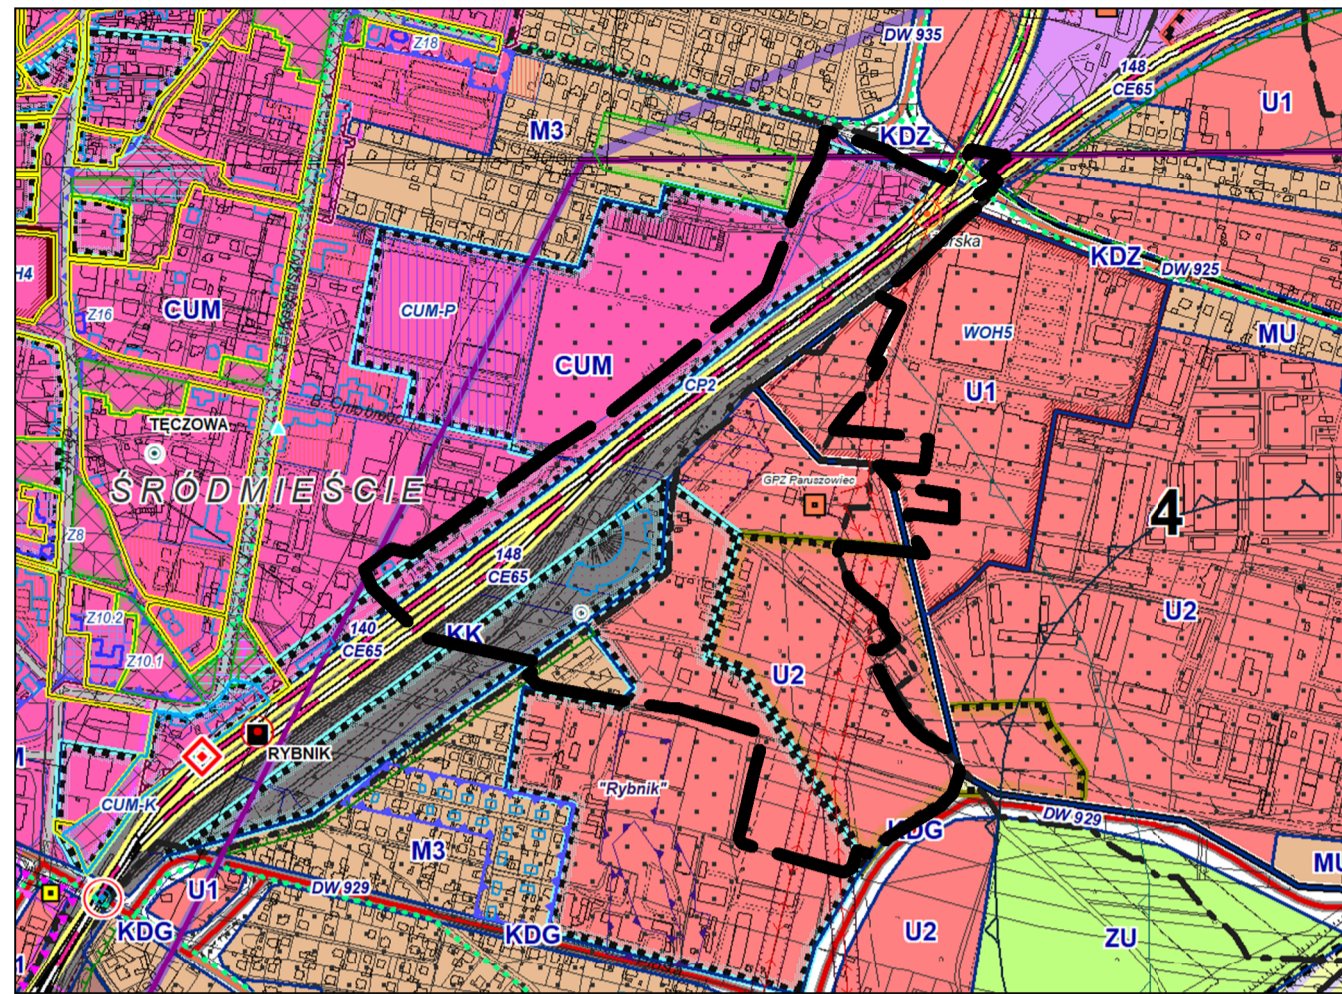 Z18
DW 935
148
CE65
U1
M3
KDZ
H4
KDZ
DW 925
Z16
CUM
CUM-P
WOH5
MU
CUM
CP2
U1
TĘCZOWA
ŚRÓDMIEŚCIE
GPZ Paruszowiec
4
Z8
148
CE65
U2
Z10.2
140
CE65
KK
Z10.1
U2
RYBNIK
"Rybnik"
CUM-K
DW 929
KDG
M3
U1
DW 929
KDG
KDG
U2
ZU